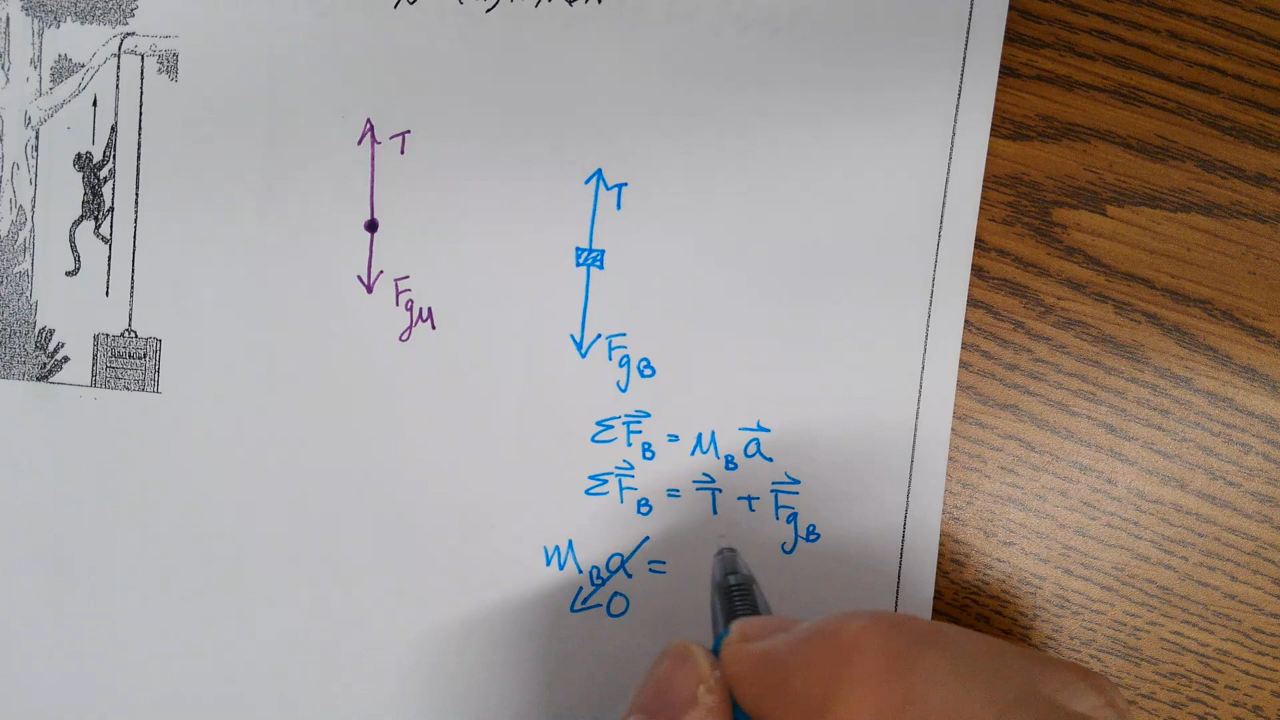 T
T
F_gM
F_gB
ΣF⃗_B = M_B a⃗
ΣF⃗_B = T⃗ + F⃗_gB
m_B a =
0